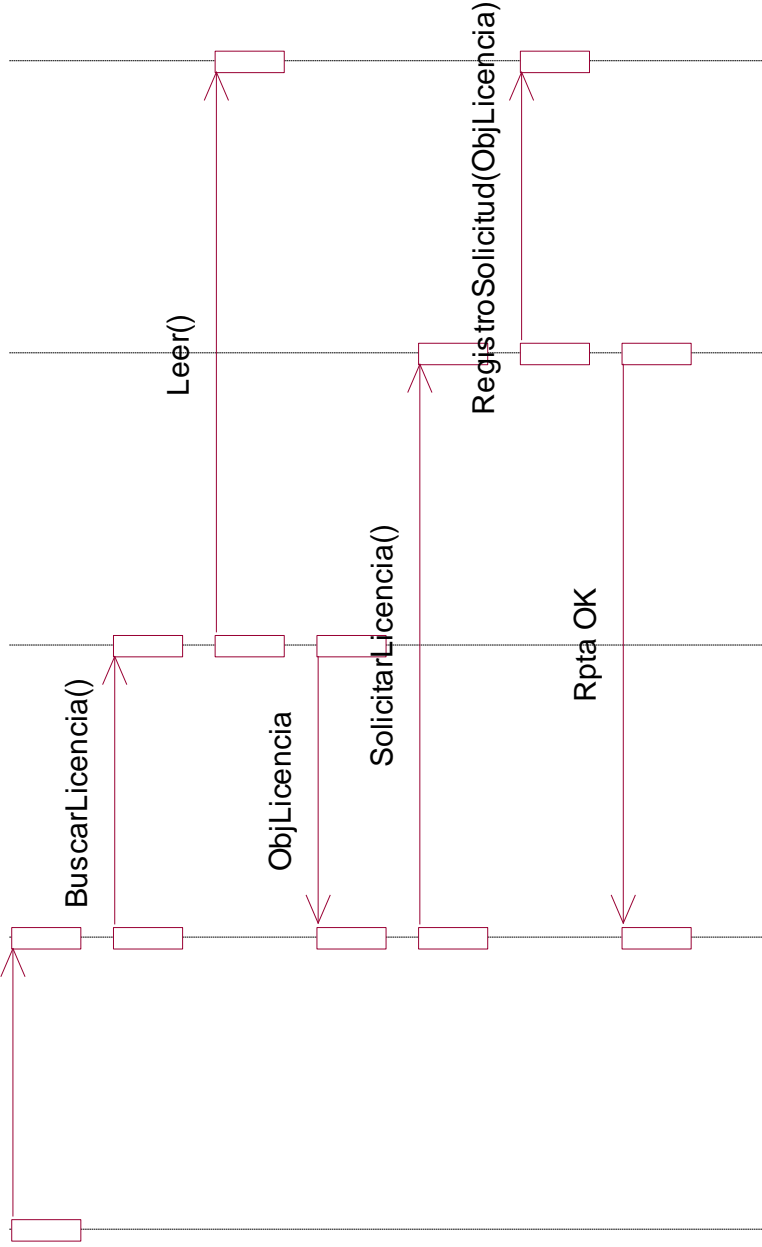 BuscarLicencia()
Leer()
ObjLicencia
SolicitarLicencia()
RegistroSolicitud(ObjLicencia)
Rpta OK